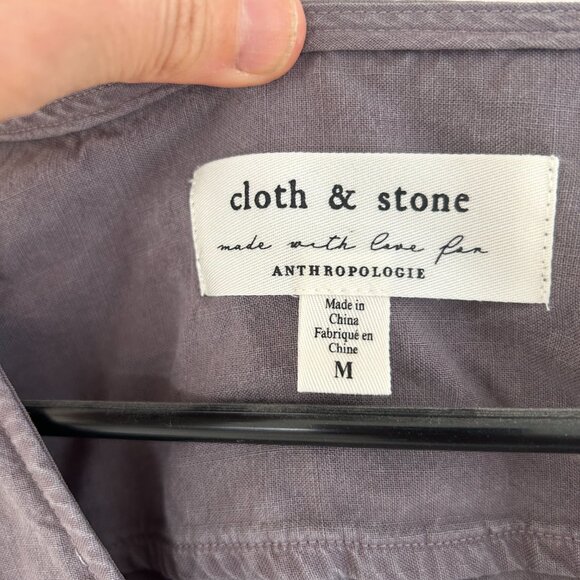 cloth & stone
made with love for
ANTHROPOLOGIE
Made in
China
Fabriqué en
Chine
M